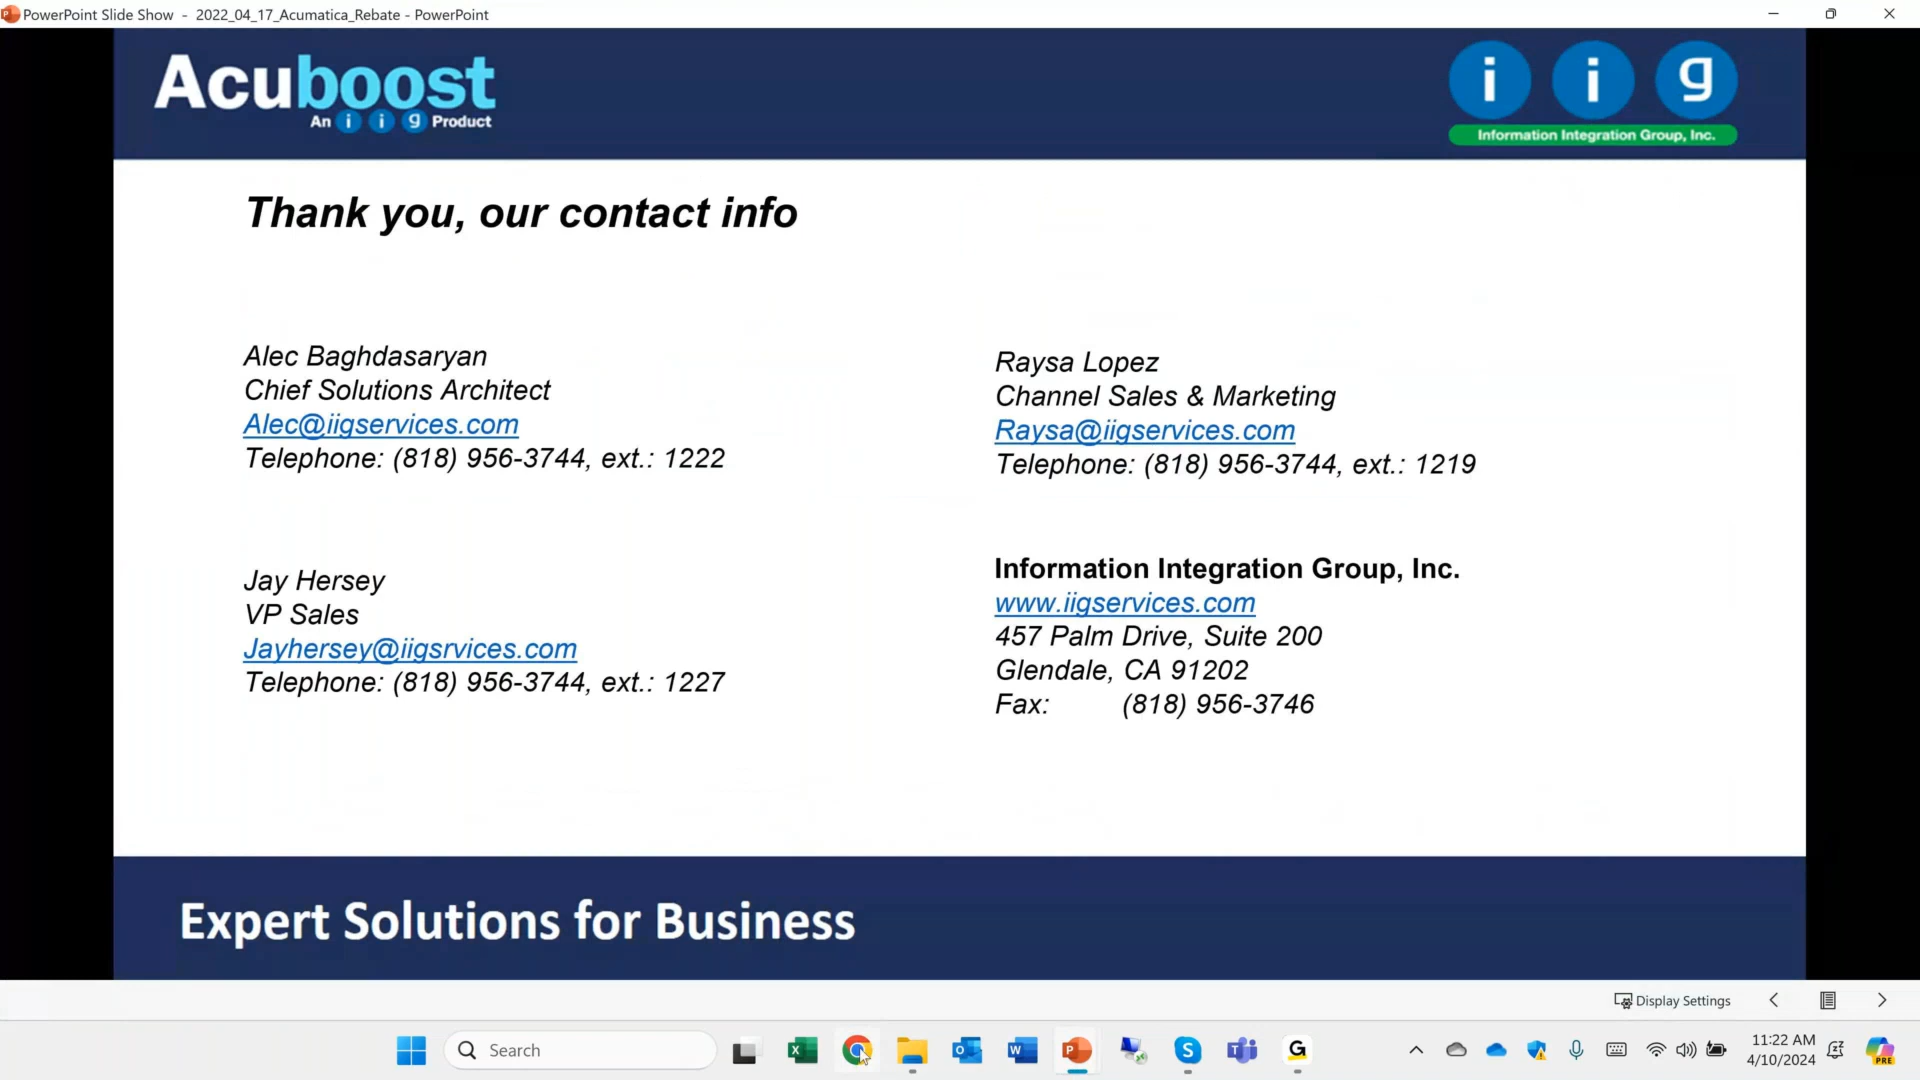 PowerPoint Slide Show - 2022_04_17_Acumatica_Rebate - PowerPoint
Acuboost
An i i g Product
i i g
Information Integration Group, Inc.
Thank you, our contact info
Alec Baghdasaryan
Chief Solutions Architect
Alec@iigservices.com
Telephone: (818) 956-3744, ext.: 1222
Raysa Lopez
Channel Sales & Marketing
Raysa@iigservices.com
Telephone: (818) 956-3744, ext.: 1219
Jay Hersey
VP Sales
Jayhersey@iigsrvices.com
Telephone: (818) 956-3744, ext.: 1227
Information Integration Group, Inc.
www.iigservices.com
457 Palm Drive, Suite 200
Glendale, CA 91202
Fax: (818) 956-3746
Expert Solutions for Business
Display Settings
Search
11:22 AM
4/10/2024
PRE